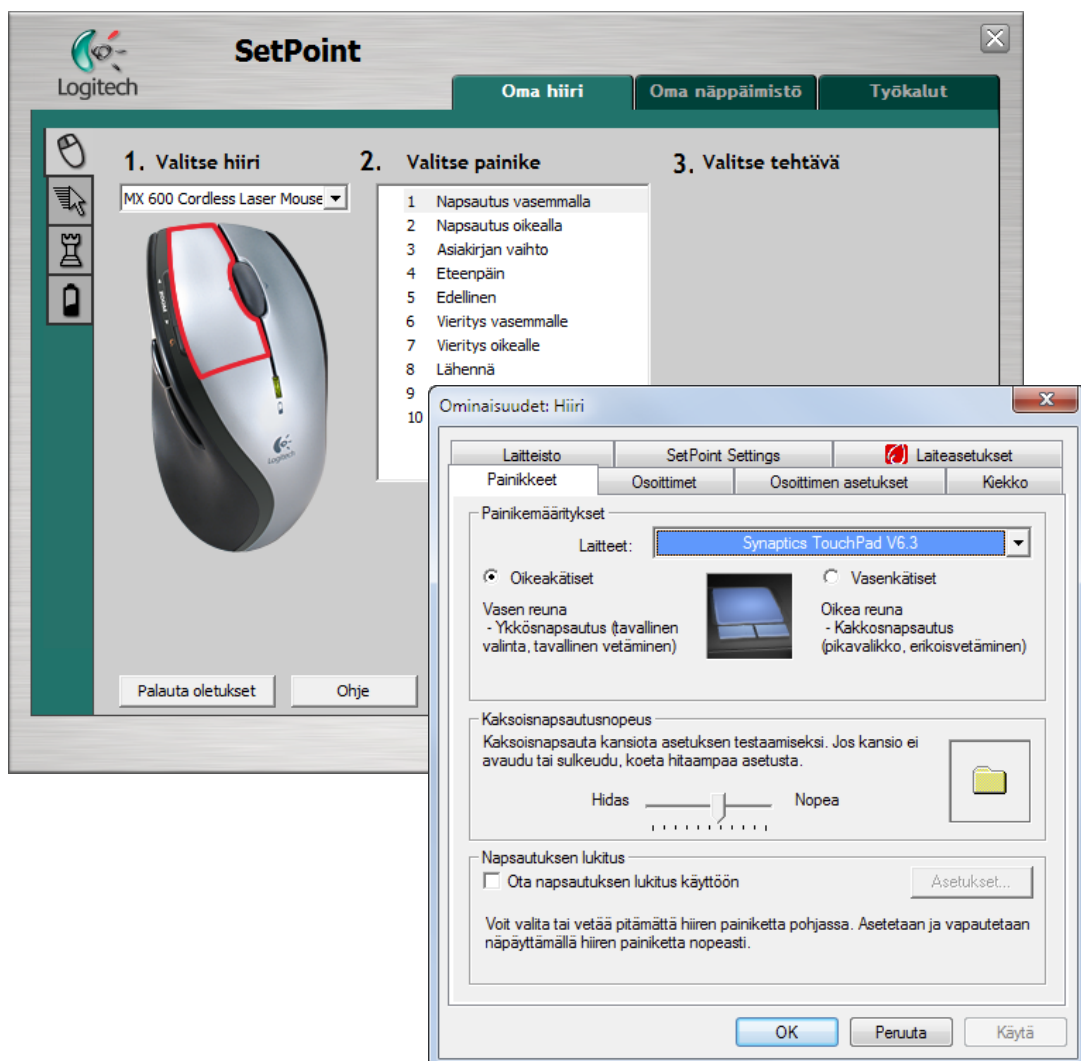 SetPoint
Logitech
Oma hiiri
Oma näppäimistö
Työkalut
1. Valitse hiiri
MX 600 Cordless Laser Mouse
2. Valitse painike
1 Napsautus vasemmalla
2 Napsautus oikealla
3 Asiakirjan vaihto
4 Eteenpäin
5 Edellinen
6 Vieritys vasemmalle
7 Vieritys oikealle
8 Lähennä
9
10
3. Valitse tehtävä
ZOOM
Logitech
Palauta oletukset
Ohje
Ominaisuudet: Hiiri
Laitteisto
SetPoint Settings
Laiteasetukset
Painikkeet
Osoittimet
Osoittimen asetukset
Kiekko
Painikemääritykset
Laitteet: Synaptics TouchPad V6.3
Oikeakätiset
Vasenkätiset
Vasen reuna
- Ykkösnapsautus (tavallinen
valinta, tavallinen vetäminen)
Oikea reuna
- Kakkosnapsautus
(pikavalikko, erikoisvetäminen)
Kaksoisnapsautusnopeus
Kaksoisnapsauta kansiota asetuksen testaamiseksi. Jos kansio ei
avaudu tai sulkeudu, koeta hitaampaa asetusta.
Hidas
Nopea
Napsautuksen lukitus
Ota napsautuksen lukitus käyttöön
Asetukset...
Voit valita tai vetää pitämättä hiiren painiketta pohjassa. Asetetaan ja vapautetaan
näpäyttämällä hiiren painiketta nopeasti.
OK
Peruuta
Käytä